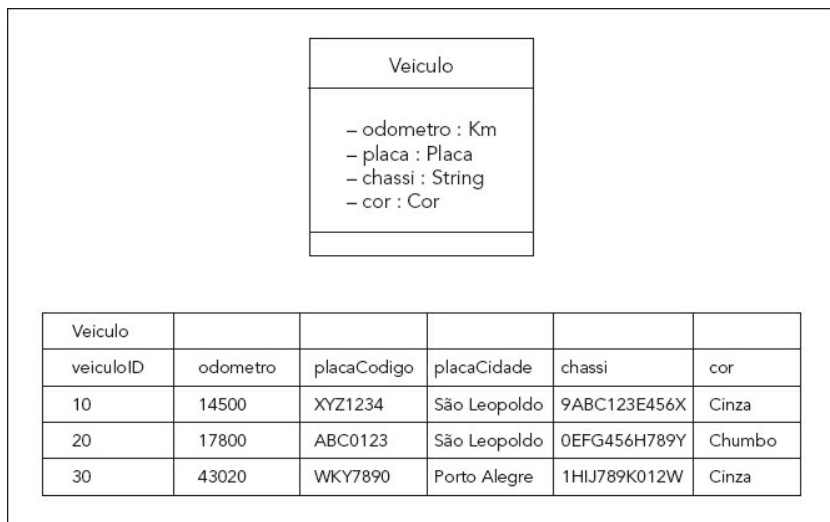 Veiculo
– odometro : Km
– placa : Placa
– chassi : String
– cor : Cor
Veiculo
veiculoID odometro placaCodigo placaCidade chassi cor
10 14500 XYZ1234 São Leopoldo 9ABC123E456X Cinza
20 17800 ABC0123 São Leopoldo 0EFG456H789Y Chumbo
30 43020 WKY7890 Porto Alegre 1HIJ789K012W Cinza